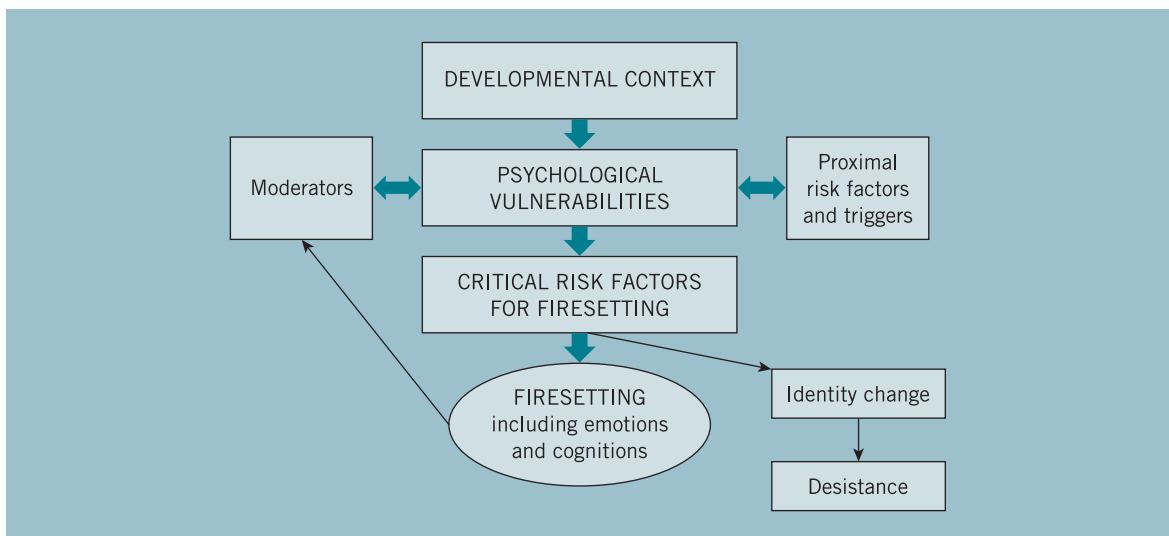 DEVELOPMENTAL CONTEXT
Moderators
PSYCHOLOGICAL
VULNERABILITIES
Proximal
risk factors
and triggers
CRITICAL RISK FACTORS
FOR FIRESETTING
FIRESETTING
including emotions
and cognitions
Identity change
Desistance